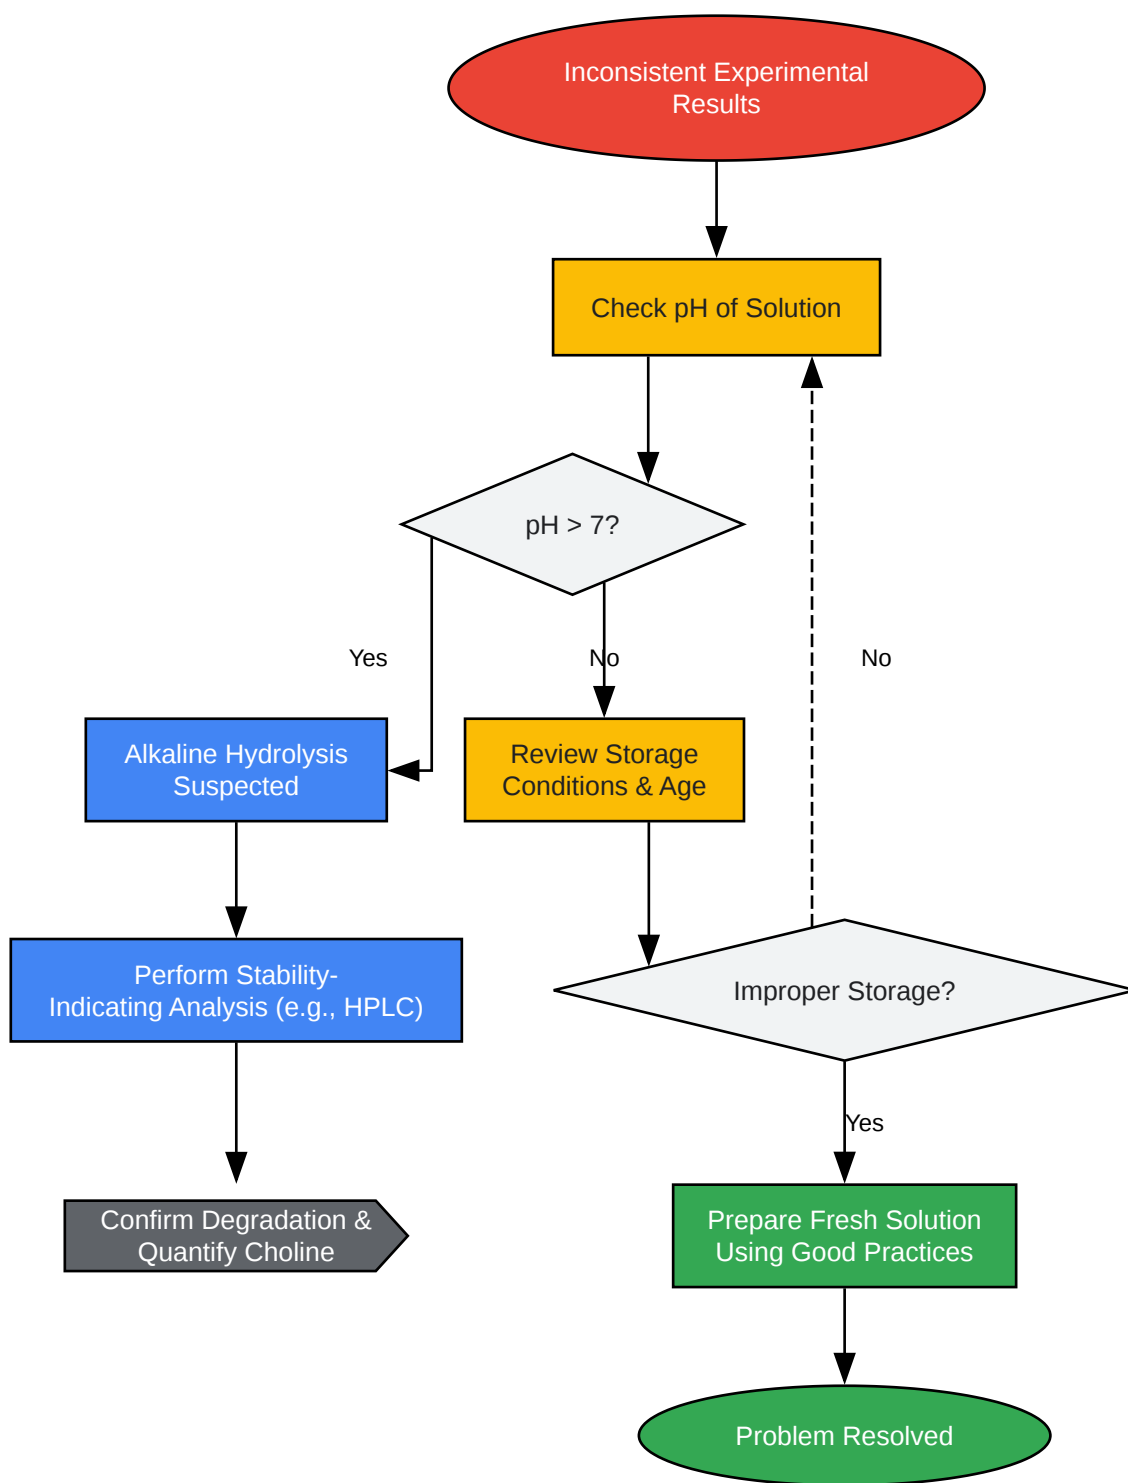 Inconsistent Experimental
Results
Check pH of Solution
pH > 7?
Yes
No
No
Alkaline Hydrolysis
Suspected
Review Storage
Conditions & Age
Perform Stability-
Indicating Analysis (e.g., HPLC)
Improper Storage?
Yes
Confirm Degradation &
Quantify Choline
Prepare Fresh Solution
Using Good Practices
Problem Resolved